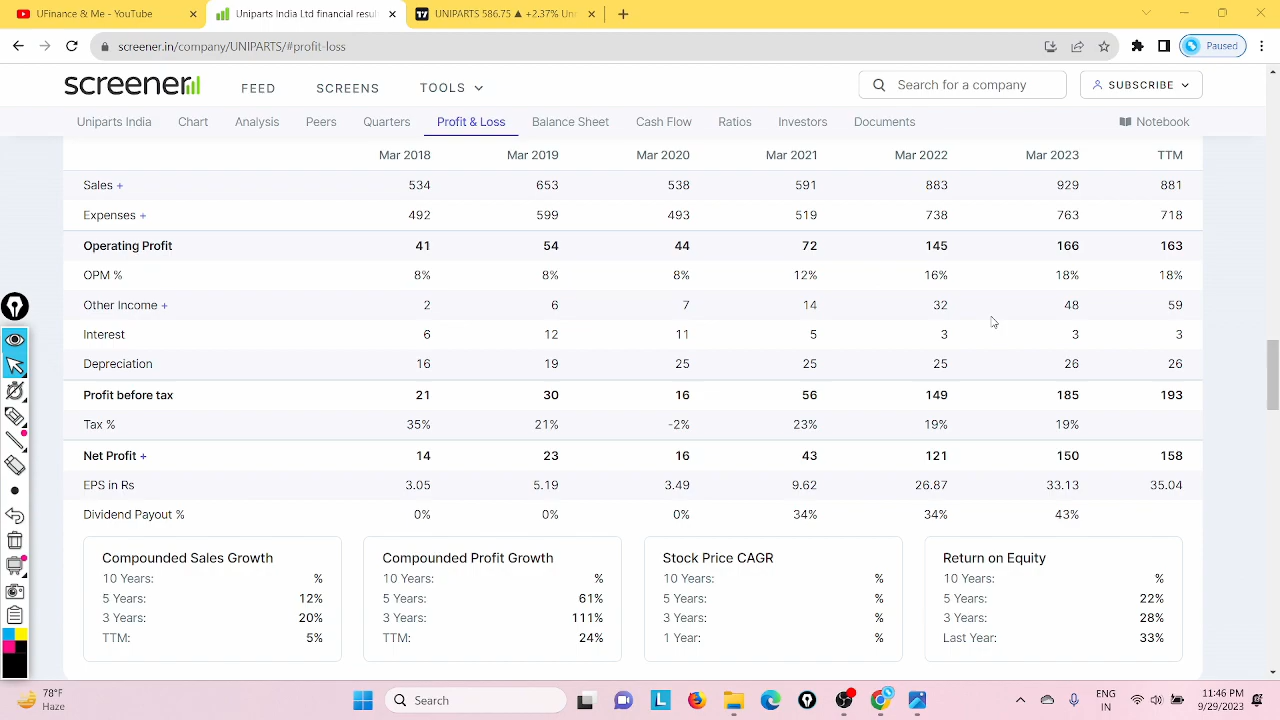 UFinance & Me - YouTube
Uniparts India Ltd financial resul
UNIPARTS 586.75 ▲ +2.37% Un
screener.in/company/UNIPARTS/#profit-loss
Paused
screener
FEED SCREENS TOOLS
Search for a company
SUBSCRIBE
Uniparts India Chart Analysis Peers Quarters Profit & Loss Balance Sheet Cash Flow Ratios Investors Documents Notebook
Mar 2018 Mar 2019 Mar 2020 Mar 2021 Mar 2022 Mar 2023 TTM
Sales + 534 653 538 591 883 929 881
Expenses + 492 599 493 519 738 763 718
Operating Profit 41 54 44 72 145 166 163
OPM % 8% 8% 8% 12% 16% 18% 18%
Other Income + 2 6 7 14 32 48 59
Interest 6 12 11 5 3 3 3
Depreciation 16 19 25 25 25 26 26
Profit before tax 21 30 16 56 149 185 193
Tax % 35% 21% -2% 23% 19% 19%
Net Profit + 14 23 16 43 121 150 158
EPS in Rs 3.05 5.19 3.49 9.62 26.87 33.13 35.04
Dividend Payout % 0% 0% 0% 34% 34% 43%
Compounded Sales Growth
10 Years: %
5 Years: 12%
3 Years: 20%
TTM: 5%
Compounded Profit Growth
10 Years: %
5 Years: 61%
3 Years: 111%
TTM: 24%
Stock Price CAGR
10 Years: %
5 Years: %
3 Years: %
1 Year: %
Return on Equity
10 Years: %
5 Years: 22%
3 Years: 28%
Last Year: 33%
78°F
Haze
Search
ENG
IN
11:46 PM
9/29/2023